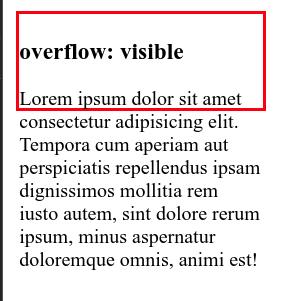 overflow: visible
Lorem ipsum dolor sit amet
consectetur adipisicing elit.
Tempora cum aperiam aut
perspiciatis repellendus ipsam
dignissimos mollitia rem
iusto autem, sint dolore rerum
ipsum, minus aspernatur
doloremque omnis, animi est!